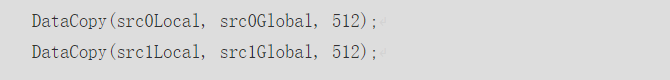 DataCopy(src0Local, src0Global, 512);
DataCopy(src1Local, src1Global, 512);